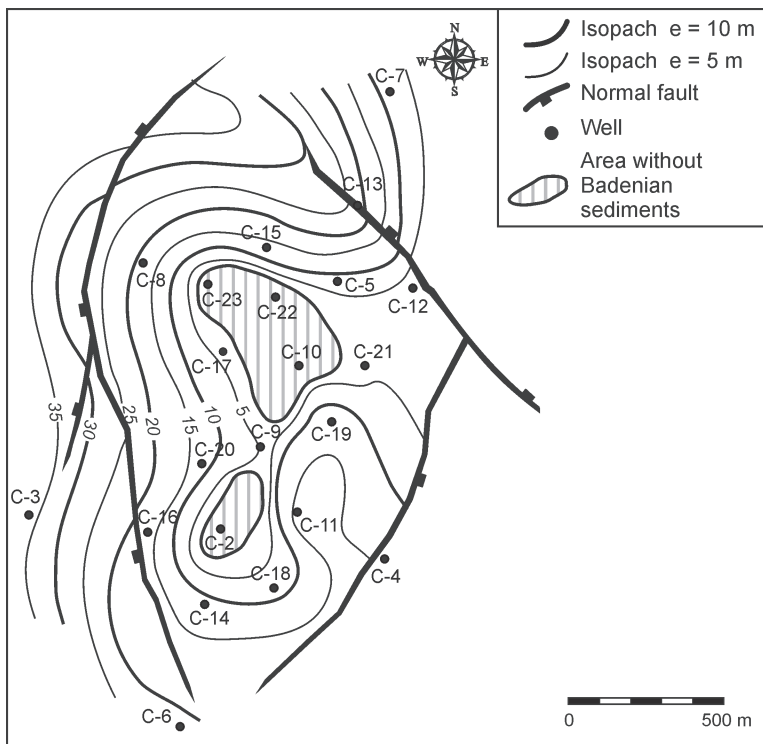 Isopach e = 10 m
Isopach e = 5 m
Normal fault
Well
Area without
Badenian
sediments
N
W E
S
C-7
C-13
C-15
C-8
C-5
C-12
C-23
C-22
C-17
C-10
C-21
35
30
25
20
15
10
5
C-9
C-19
C-20
C-3
C-16
C-11
C-2
C-18
C-4
C-14
C-6
0 500 m